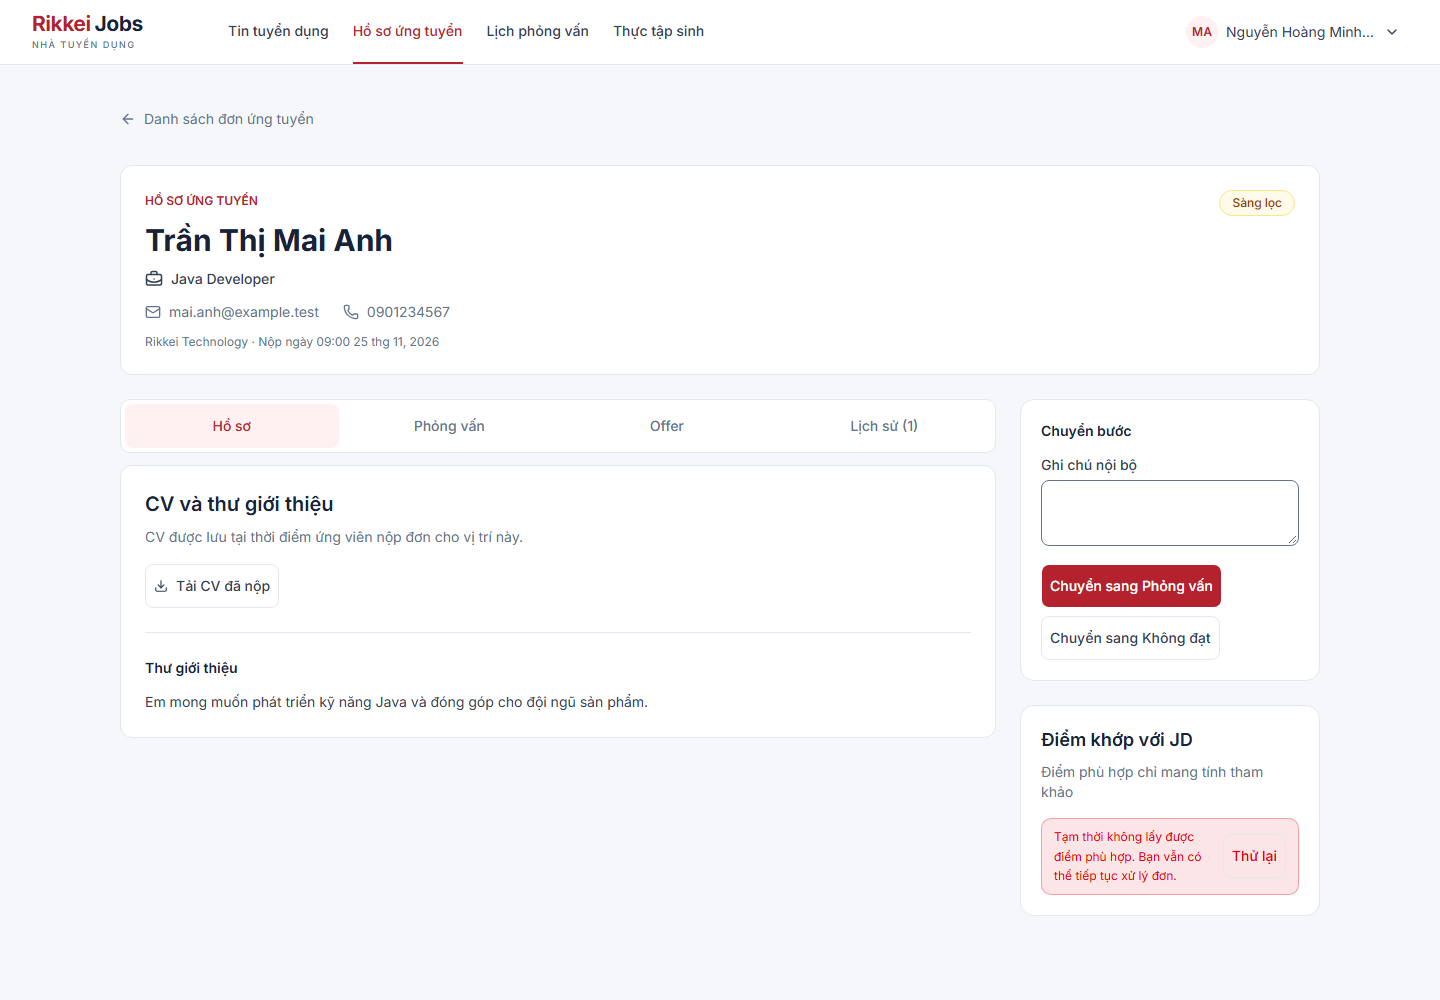 Rikkei Jobs
NHÀ TUYỂN DỤNG
Tin tuyển dụng
Hồ sơ ứng tuyển
Lịch phỏng vấn
Thực tập sinh
MA
Nguyễn Hoàng Minh...
Danh sách đơn ứng tuyển
HỒ SƠ ỨNG TUYỂN
Sàng lọc
Trần Thị Mai Anh
Java Developer
mai.anh@example.test
0901234567
Rikkei Technology · Nộp ngày 09:00 25 thg 11, 2026
Hồ sơ
Phỏng vấn
Offer
Lịch sử (1)
CV và thư giới thiệu
CV được lưu tại thời điểm ứng viên nộp đơn cho vị trí này.
Tải CV đã nộp
Thư giới thiệu
Em mong muốn phát triển kỹ năng Java và đóng góp cho đội ngũ sản phẩm.
Chuyển bước
Ghi chú nội bộ
Chuyển sang Phỏng vấn
Chuyển sang Không đạt
Điểm khớp với JD
Điểm phù hợp chỉ mang tính tham
khảo
Tạm thời không lấy được
điểm phù hợp. Bạn vẫn có
thể tiếp tục xử lý đơn.
Thử lại